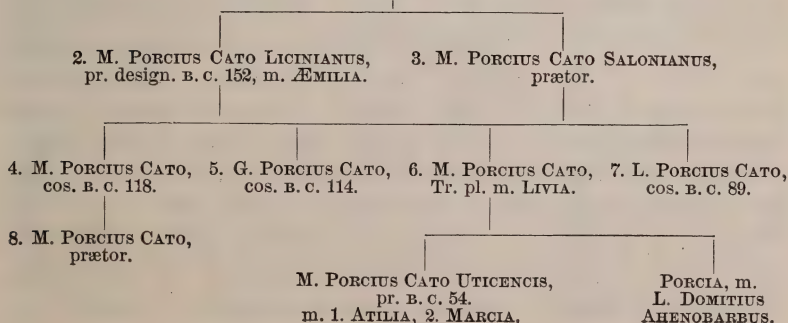 2. M. PORCIUS CATO LICINIANUS, 3. M. PORCIUS CATO SALONIANUS,
pr. design. B.C. 152, m. ÆMILIA. prætor.
4. M. PORCIUS CATO, 5. G. PORCIUS CATO, 6. M. PORCIUS CATO, 7. L. PORCIUS CATO,
cos. B.C. 118. cos. B.C. 114. Tr. pl. m. LIVIA. cos. B.C. 89.
8. M. PORCIUS CATO,
prætor.
M. PORCIUS CATO UTICENCIS, PORCIA, m.
pr. B.C. 54. L. DOMITIUS
m. 1. ATILIA, 2. MARCIA, AHENOBARBUS.